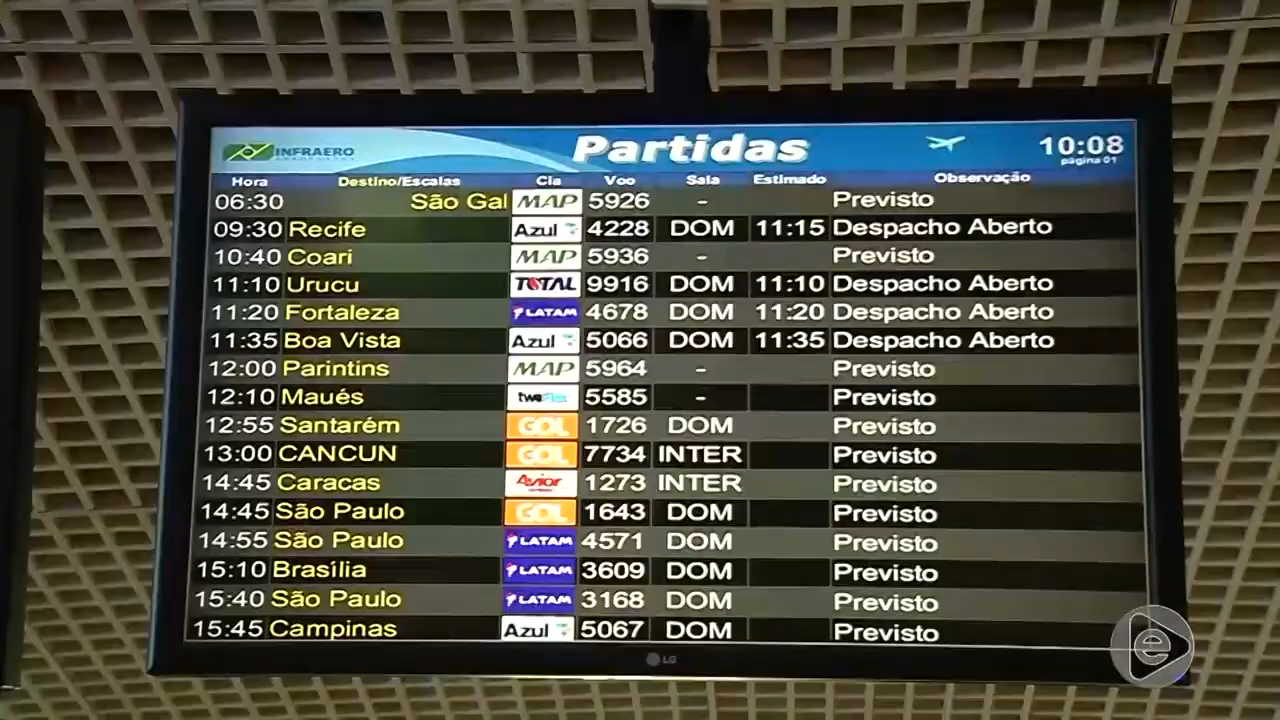 INFRAERO Partidas 10:08
AEROPORTOS página 01
Hora Destino/Escalas Cia Voo Sala Estimado Observação
06:30 São Gal MAP 5926 - Previsto
09:30 Recife Azul 4228 DOM 11:15 Despacho Aberto
10:40 Coari MAP 5936 - Previsto
11:10 Urucu TOTAL 9916 DOM 11:10 Despacho Aberto
11:20 Fortaleza LATAM 4678 DOM 11:20 Despacho Aberto
11:35 Boa Vista Azul 5066 DOM 11:35 Despacho Aberto
12:00 Parintins MAP 5964 - Previsto
12:10 Maués twoFlex 5585 - Previsto
12:55 Santarém GOL 1726 DOM Previsto
13:00 CANCUN GOL 7734 INTER Previsto
14:45 Caracas Avior 1273 INTER Previsto
14:45 São Paulo GOL 1643 DOM Previsto
14:55 São Paulo LATAM 4571 DOM Previsto
15:10 Brasília LATAM 3609 DOM Previsto
15:40 São Paulo LATAM 3168 DOM Previsto
15:45 Campinas Azul 5067 DOM Previsto
LG
e